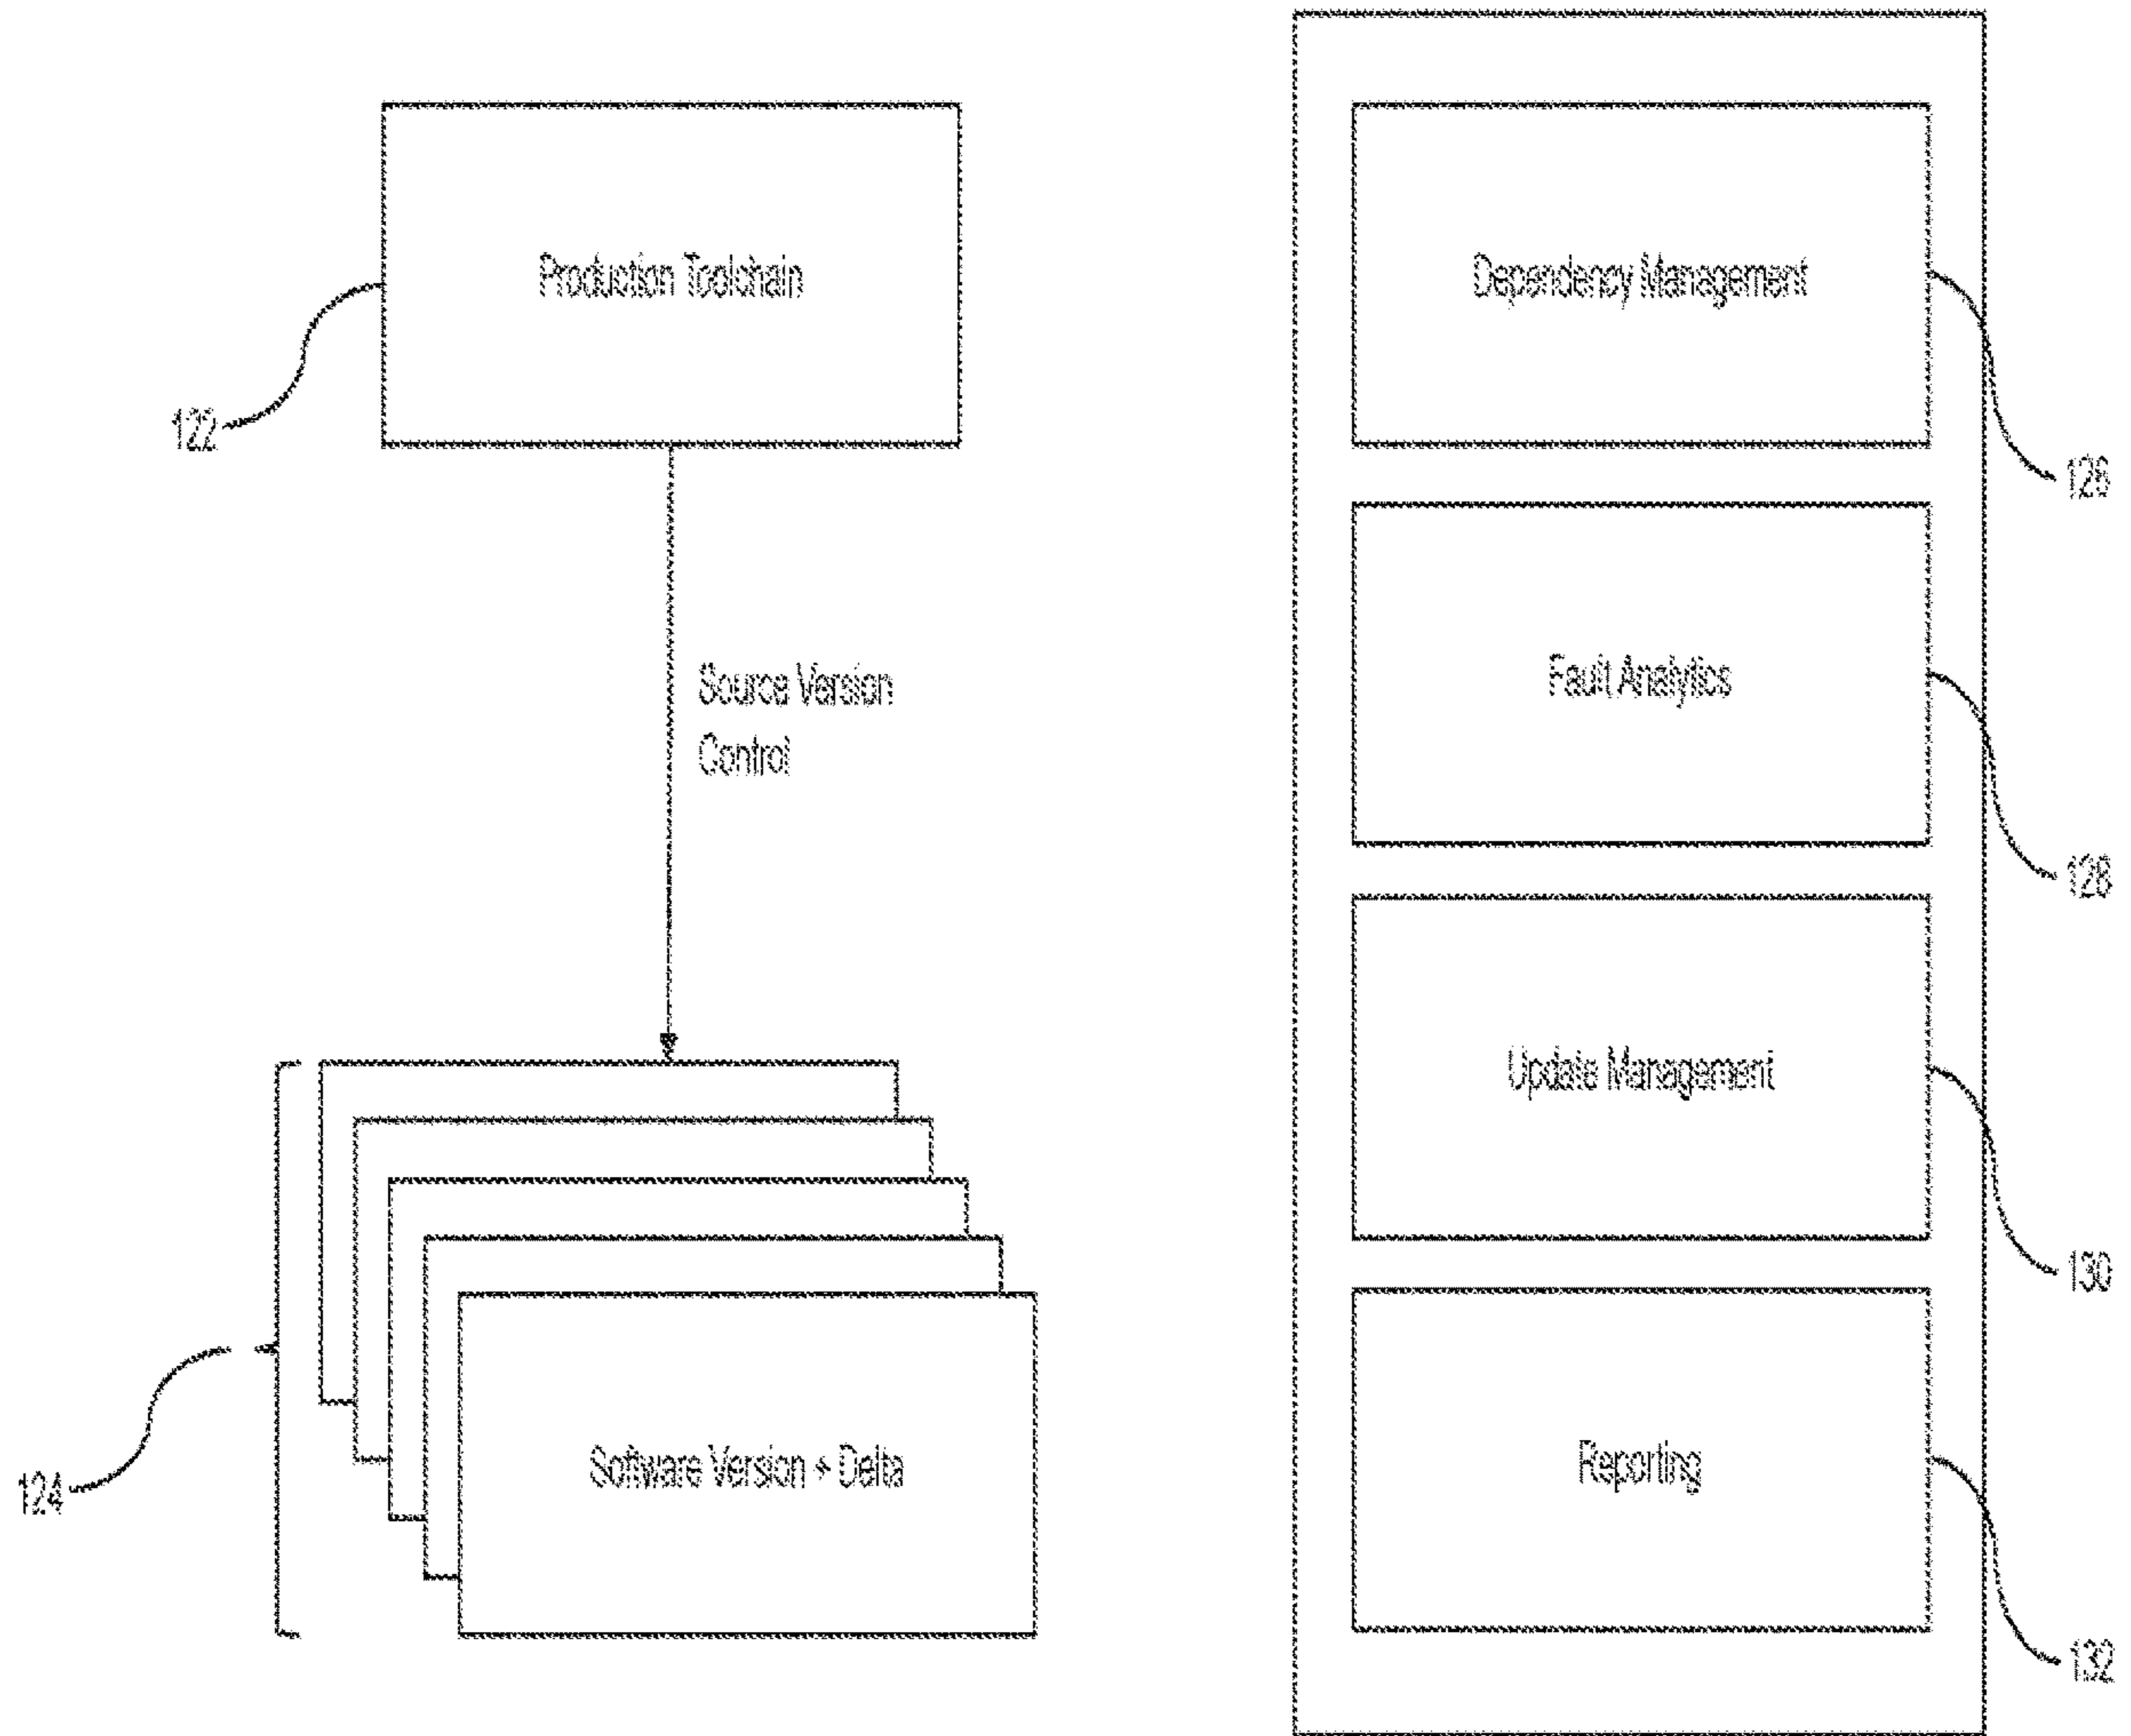 Production Toolchain
122
Source Version
Control
124
Software Version + Delta
Dependency Management
126
Fault Analytics
128
Update Management
130
Reporting
132